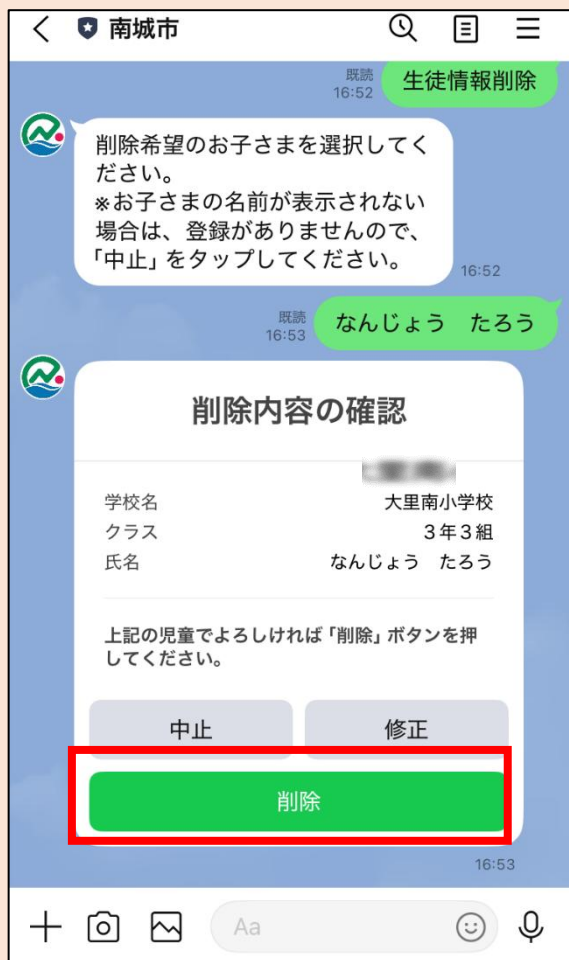 南城市
既読
16:52
生徒情報削除
削除希望のお子さまを選択してく
ださい。
※お子さまの名前が表示されない
場合は、登録がありませんので、
「中止」をタップしてください。
16:52
既読
16:53
なんじょう　たろう
削除内容の確認
学校名 大里南小学校
クラス ３年３組
氏名 なんじょう　たろう
上記の児童でよろしければ「削除」ボタンを押
してください。
中止 修正
削除
16:53
Aa